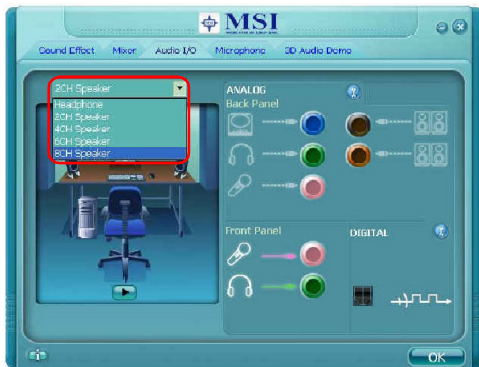 MSI
Sound Effect Mixer Audio I/O Microphone 3D Audio Demo
2CH Speaker
Headphone
2CH Speaker
4CH Speaker
6CH Speaker
8CH Speaker
ANALOG
Back Panel
Front Panel
DIGITAL
OK